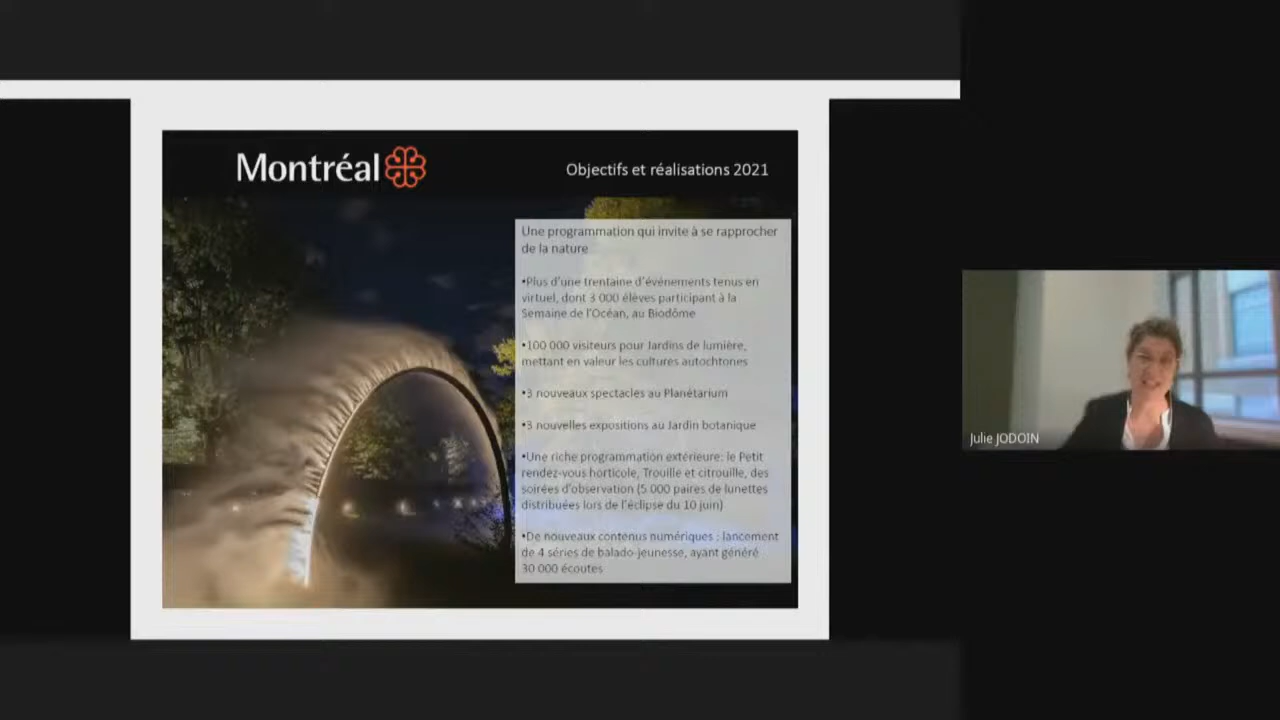 Montréal
Objectifs et réalisations 2021
Une programmation qui invite à se rapprocher
de la nature
•Plus d'une trentaine d'événements tenus en
virtuel, dont 3 000 élèves participant à la
Semaine de l'Océan, au Biodôme
•100 000 visiteurs pour Jardins de lumière,
mettant en valeur les cultures autochtones
•3 nouveaux spectacles au Planétarium
•3 nouvelles expositions au Jardin botanique
•Une riche programmation extérieure: le Petit
rendez-vous horticole, Trouille et citrouille, des
soirées d'observation (5 000 paires de lunettes
distribuées lors de l'éclipse du 10 juin)
•De nouveaux contenus numériques : lancement
de 4 séries de balado-jeunesse, ayant généré
30 000 écoutes
Julie JODOIN